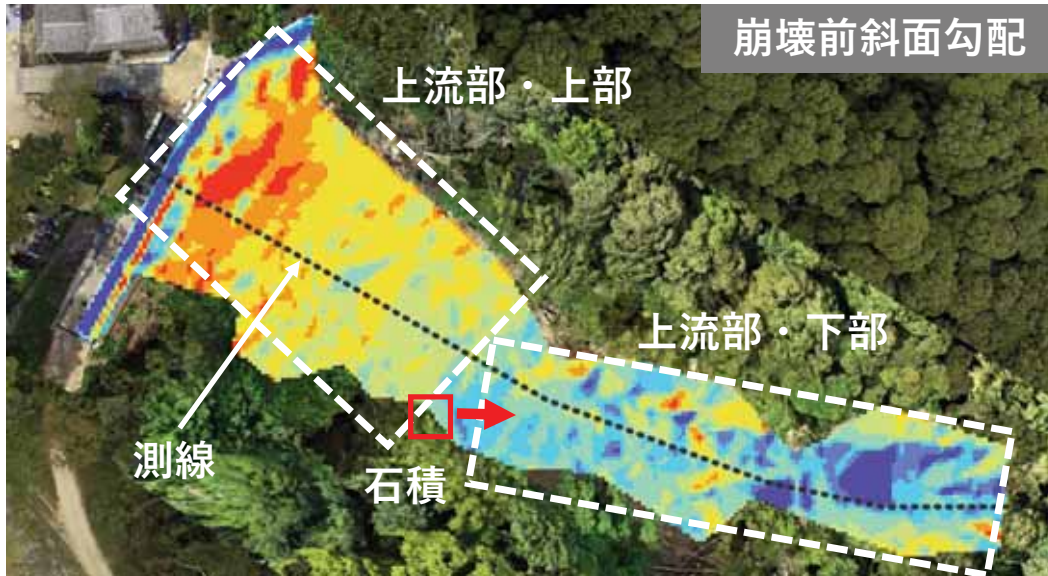 崩壊前斜面勾配
上流部・上部
上流部・下部
測線
石積